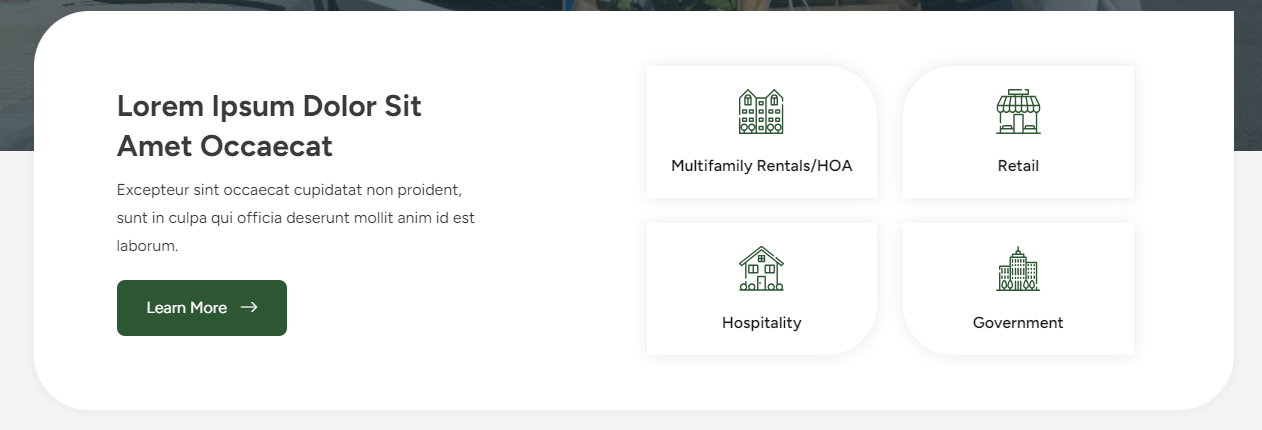 Lorem Ipsum Dolor Sit
Amet Occaecat
Excepteur sint occaecat cupidatat non proident,
sunt in culpa qui officia deserunt mollit anim id est
laborum.
Learn More
Multifamily Rentals/HOA
Retail
Hospitality
Government